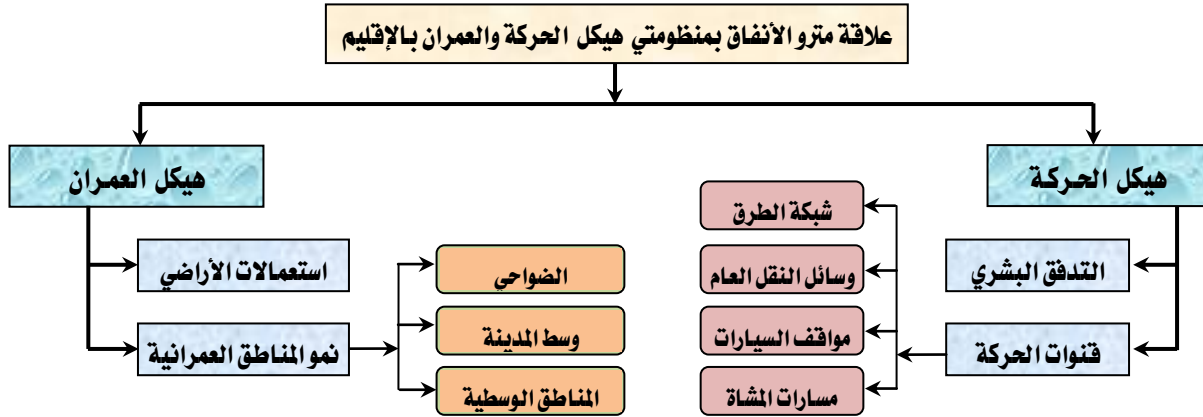 علاقة مترو الأنفاق بمنظومتي هيكل الحركة والعمران بالإقليم
هيكل الحركة
هيكل العمران
شبكة الطرق
التدفق البشري
وسائل النقل العام
الضواحي
استعمالات الأراضي
قنوات الحركة
مواقف السيارات
وسط المدينة
نمو المناطق العمرانية
مسارات المشاة
المناطق الوسطية